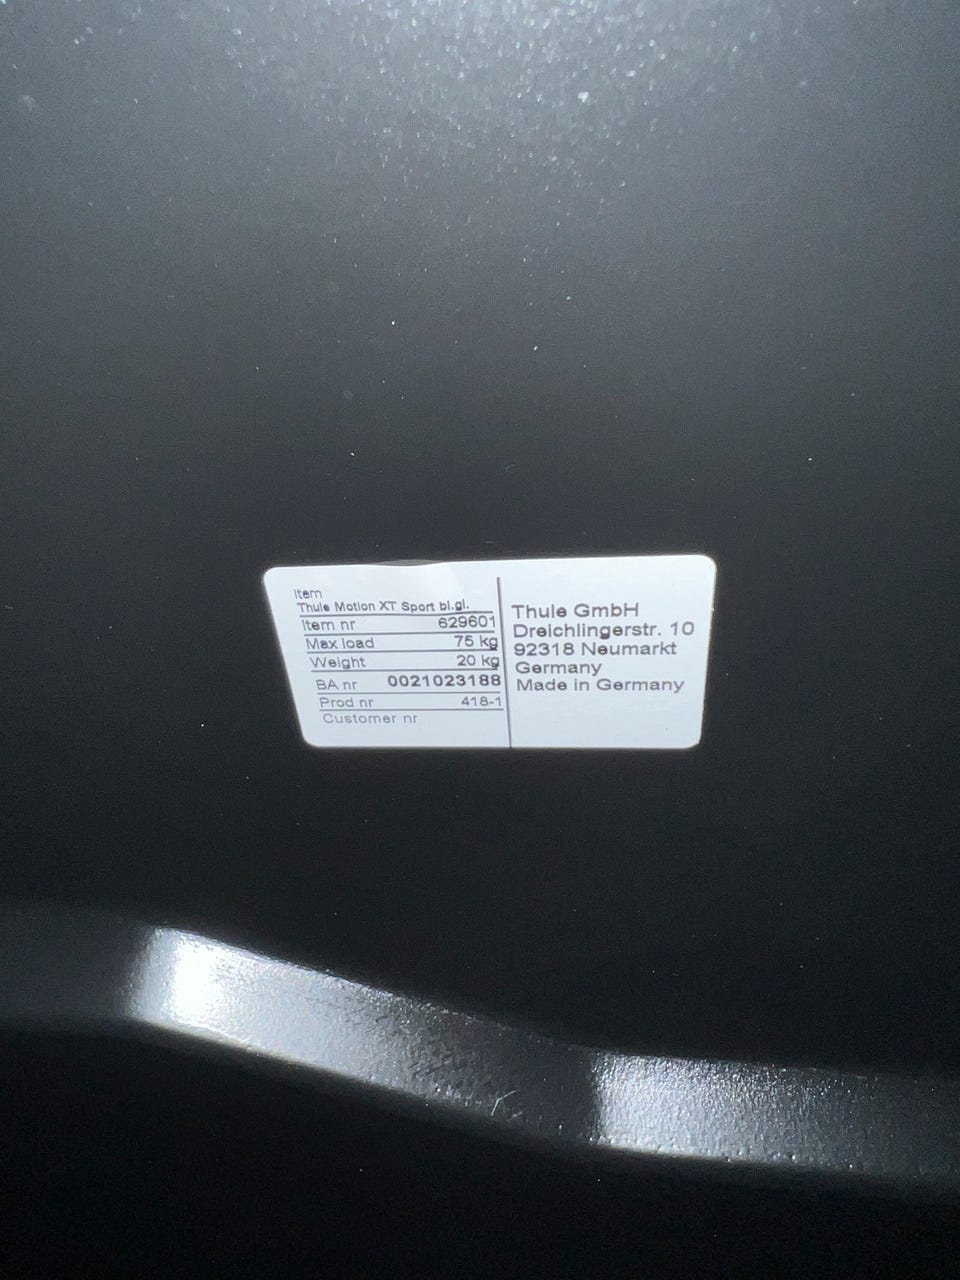 Item
Thule Motion XT Sport bl.gl.
Item nr 629601
Max load 75 kg
Weight 20 kg
BA nr 0021023188
Prod nr 418-1
Customer nr
Thule GmbH
Dreichlingerstr. 10
92318 Neumarkt
Germany
Made in Germany